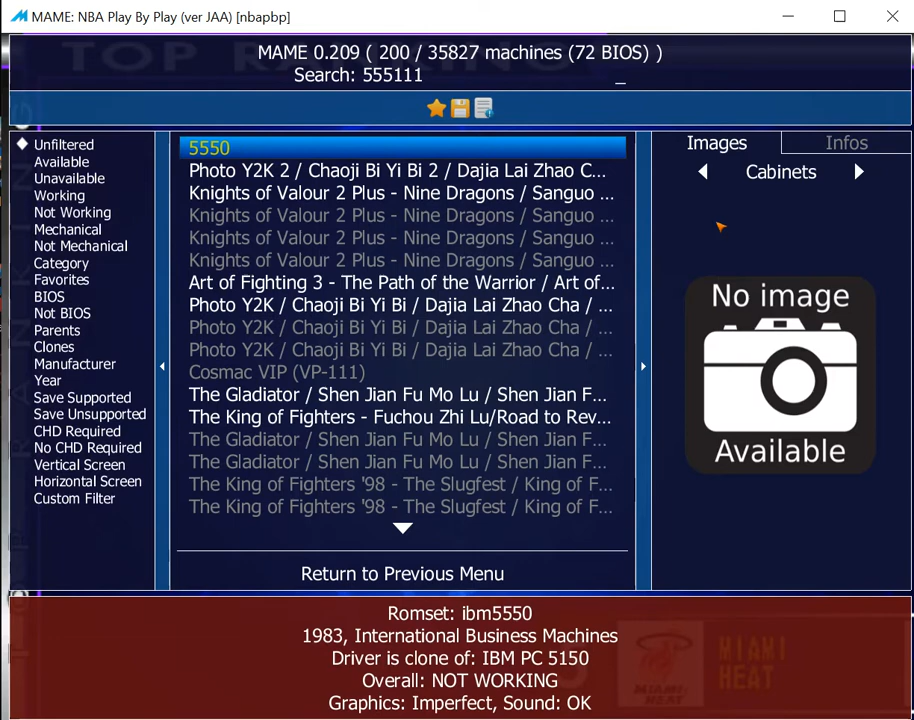 MAME: NBA Play By Play (ver JAA) [nbapbp]
MAME 0.209 ( 200 / 35827 machines (72 BIOS) )
Search: 555111 _
Unfiltered
Available
Unavailable
Working
Not Working
Mechanical
Not Mechanical
Category
Favorites
BIOS
Not BIOS
Parents
Clones
Manufacturer
Year
Save Supported
Save Unsupported
CHD Required
No CHD Required
Vertical Screen
Horizontal Screen
Custom Filter
5550
Photo Y2K 2 / Chaoji Bi Yi Bi 2 / Dajia Lai Zhao C...
Knights of Valour 2 Plus - Nine Dragons / Sanguo ...
Knights of Valour 2 Plus - Nine Dragons / Sanguo ...
Knights of Valour 2 Plus - Nine Dragons / Sanguo ...
Knights of Valour 2 Plus - Nine Dragons / Sanguo ...
Art of Fighting 3 - The Path of the Warrior / Art of...
Photo Y2K / Chaoji Bi Yi Bi / Dajia Lai Zhao Cha / ...
Photo Y2K / Chaoji Bi Yi Bi / Dajia Lai Zhao Cha / ...
Photo Y2K / Chaoji Bi Yi Bi / Dajia Lai Zhao Cha / ...
Cosmac VIP (VP-111)
The Gladiator / Shen Jian Fu Mo Lu / Shen Jian F...
The King of Fighters - Fuchou Zhi Lu/Road to Rev...
The Gladiator / Shen Jian Fu Mo Lu / Shen Jian F...
The Gladiator / Shen Jian Fu Mo Lu / Shen Jian F...
The King of Fighters '98 - The Slugfest / King of F...
The King of Fighters '98 - The Slugfest / King of F...
Return to Previous Menu
Images
Infos
Cabinets
No image
Available
Romset: ibm5550
1983, International Business Machines
Driver is clone of: IBM PC 5150
Overall: NOT WORKING
Graphics: Imperfect, Sound: OK
MIAMI
HEAT